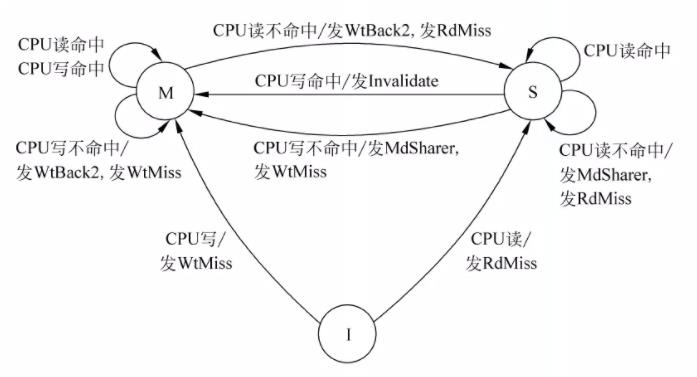 CPU读不命中/发WtBack2, 发RdMiss
CPU读命中
CPU写命中
CPU读命中
M
CPU写命中/发Invalidate
S
CPU写不命中/
发WtBack2, 发WtMiss
CPU写不命中/发MdSharer,
发WtMiss
CPU读不命中/
发MdSharer,
发RdMiss
CPU写/
发WtMiss
CPU读/
发RdMiss
I